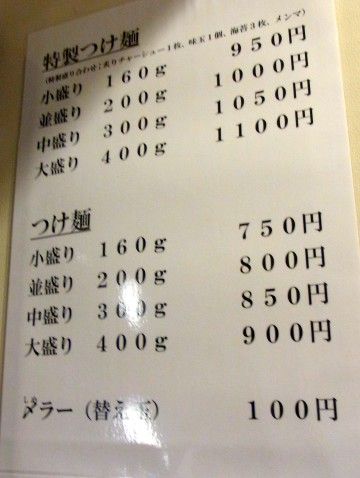 特製つけ麺
(特製盛り合わせ;炙りチャーシュー1枚、味玉1個、海苔3枚、メンマ)
小盛り 160g 950円
並盛り 200g 1000円
中盛り 300g 1050円
大盛り 400g 1100円
つけ麺
小盛り 160g 750円
並盛り 200g 800円
中盛り 300g 850円
大盛り 400g 900円
〆ラー(替え玉) 100円